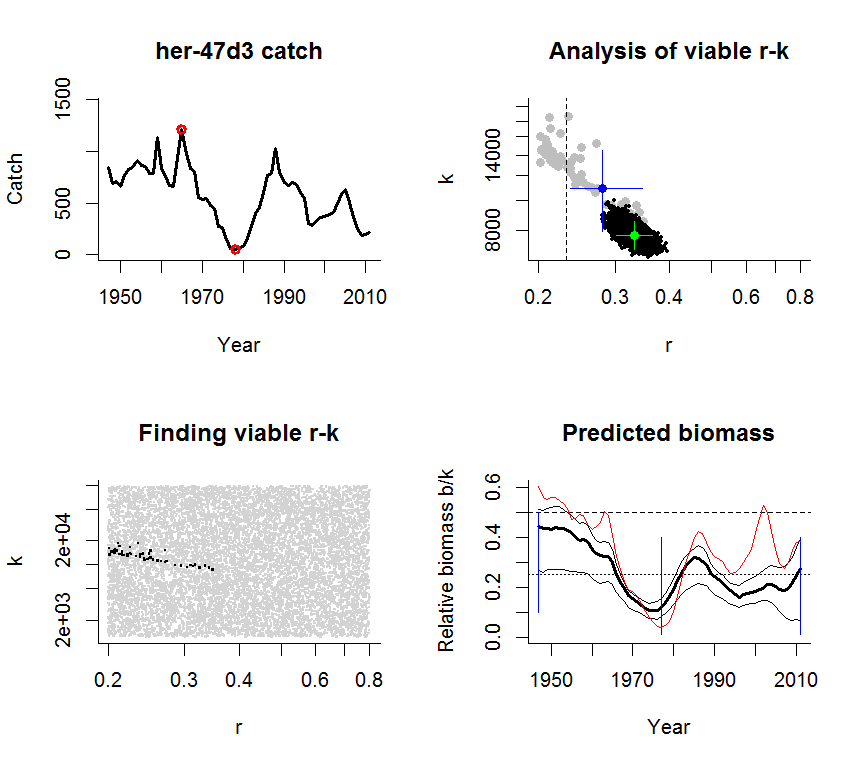 her-47d3 catch
Catch
0 500 1500
1950 1970 1990 2010
Year
Analysis of viable r-k
k
8000 14000
0.2 0.3 0.4 0.6 0.8
r
Finding viable r-k
k
2e+03 2e+04
0.2 0.3 0.4 0.6 0.8
r
Predicted biomass
Relative biomass b/k
0.0 0.2 0.4 0.6
1950 1970 1990 2010
Year